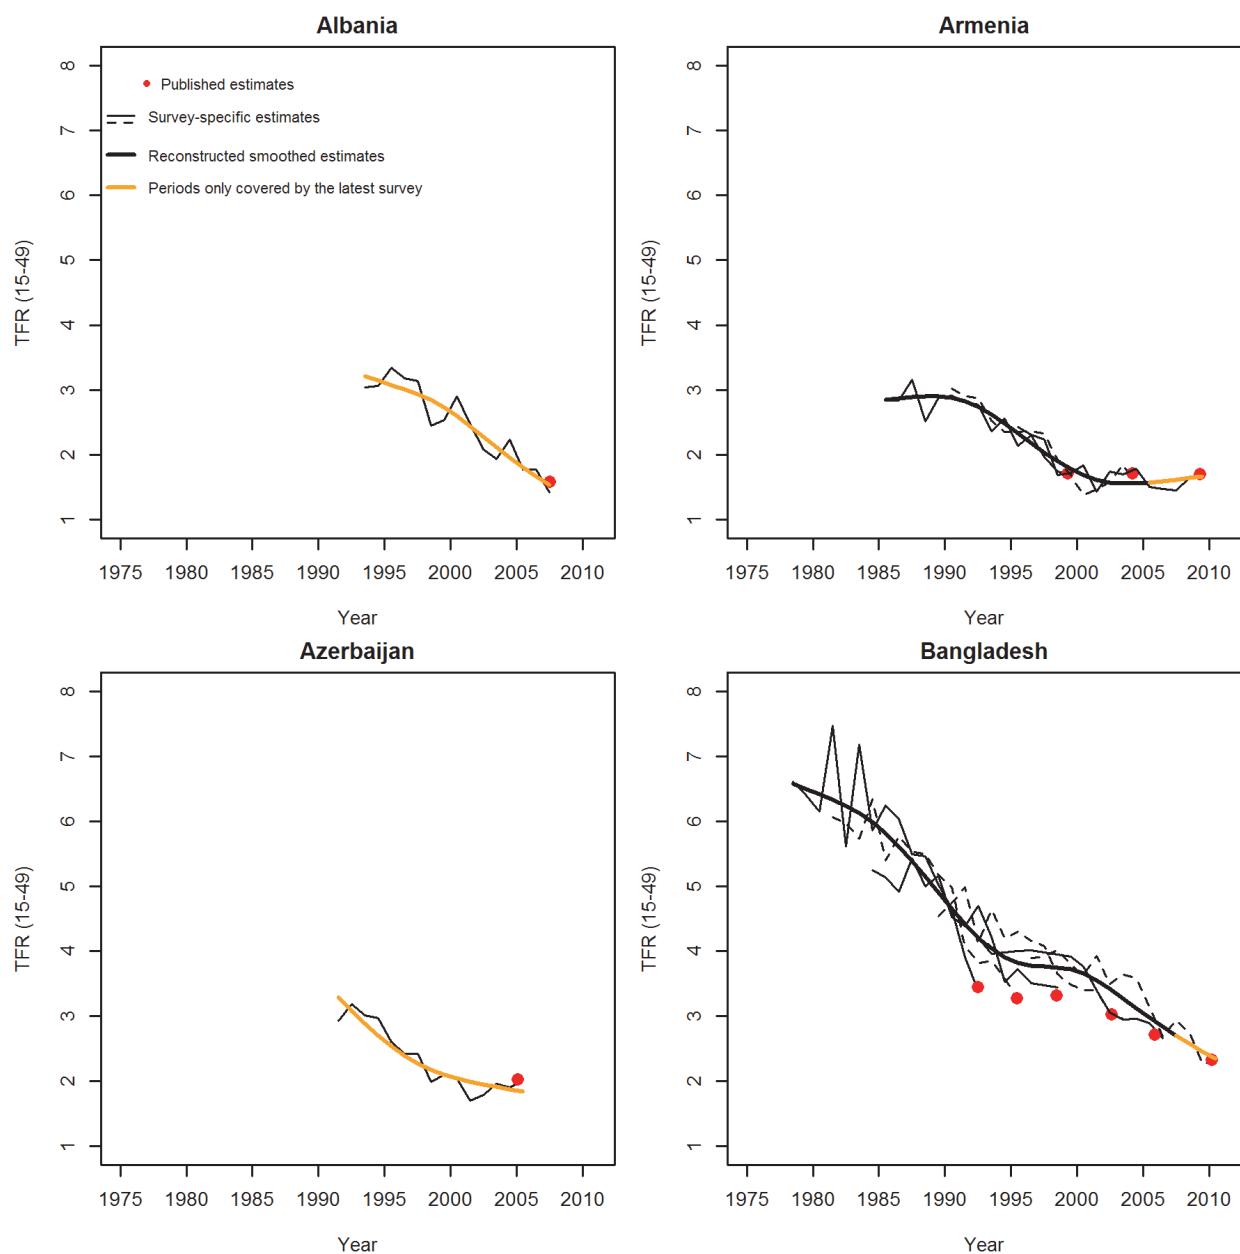 Albania
8
7
6
5
4
3
2
1
TFR (15-49)
Published estimates
Survey-specific estimates
Reconstructed smoothed estimates
Periods only covered by the latest survey
1975 1980 1985 1990 1995 2000 2005 2010
Year
Armenia
8
7
6
5
4
3
2
1
TFR (15-49)
1975 1980 1985 1990 1995 2000 2005 2010
Year
Azerbaijan
8
7
6
5
4
3
2
1
TFR (15-49)
1975 1980 1985 1990 1995 2000 2005 2010
Year
Bangladesh
8
7
6
5
4
3
2
1
TFR (15-49)
1975 1980 1985 1990 1995 2000 2005 2010
Year